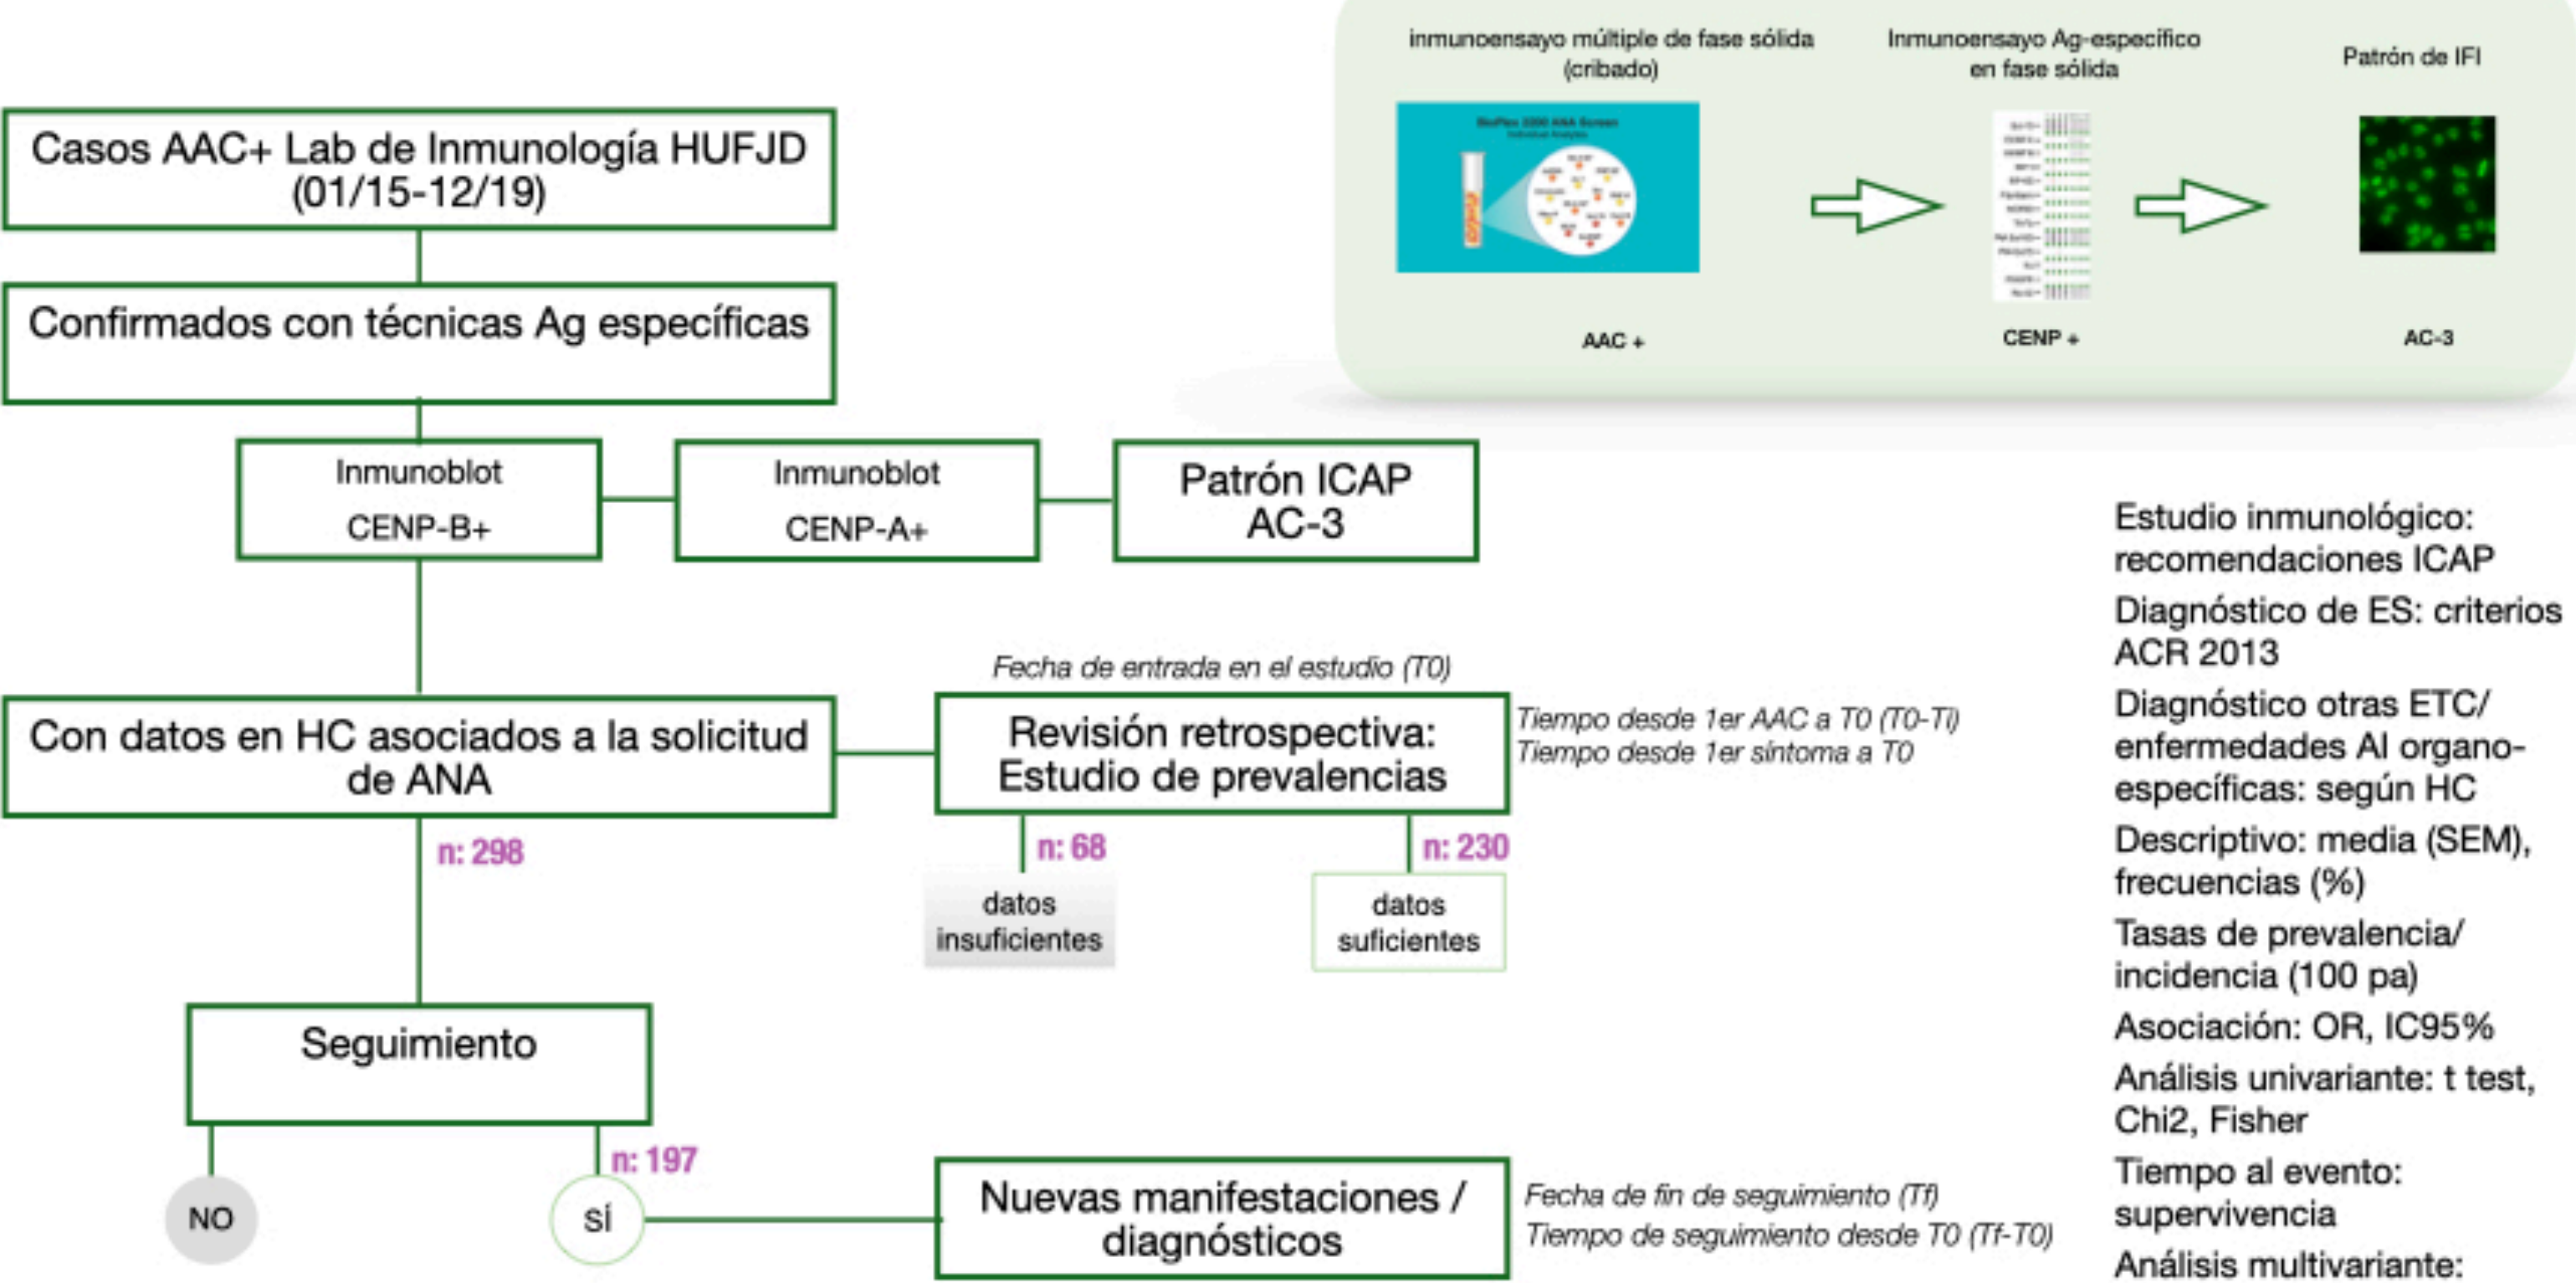 inmunoensayo múltiple de fase sólida
(cribado)
Inmunoensayo Ag-específico
en fase sólida
Patrón de IFI
BioPlex 2200 ANA Screen
AAC +
CENP +
AC-3
Casos AAC+ Lab de Inmunología HUFJD
(01/15-12/19)
Confirmados con técnicas Ag específicas
Inmunoblot
CENP-B+
Inmunoblot
CENP-A+
Patrón ICAP
AC-3
Fecha de entrada en el estudio (T0)
Con datos en HC asociados a la solicitud
de ANA
Revisión retrospectiva:
Estudio de prevalencias
Tiempo desde 1er AAC a T0 (T0-Ti)
Tiempo desde 1er síntoma a T0
n: 298
n: 68
n: 230
datos
insuficientes
datos
suficientes
Seguimiento
n: 197
NO
SÍ
Nuevas manifestaciones /
diagnósticos
Fecha de fin de seguimiento (Tf)
Tiempo de seguimiento desde T0 (Tf-T0)
Estudio inmunológico:
recomendaciones ICAP
Diagnóstico de ES: criterios
ACR 2013
Diagnóstico otras ETC/
enfermedades AI organo-
específicas: según HC
Descriptivo: media (SEM),
frecuencias (%)
Tasas de prevalencia/
incidencia (100 pa)
Asociación: OR, IC95%
Análisis univariante: t test,
Chi2, Fisher
Tiempo al evento:
supervivencia
Análisis multivariante: